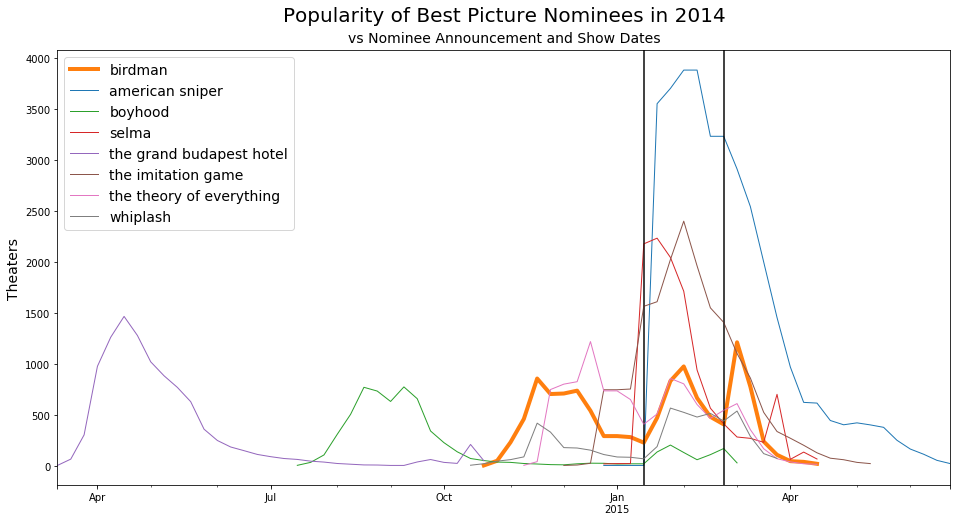 Popularity of Best Picture Nominees in 2014
vs Nominee Announcement and Show Dates
4000
3500
3000
2500
2000
1500
1000
500
0
Theaters
birdman
american sniper
boyhood
selma
the grand budapest hotel
the imitation game
the theory of everything
whiplash
Apr
Jul
Oct
Jan
2015
Apr